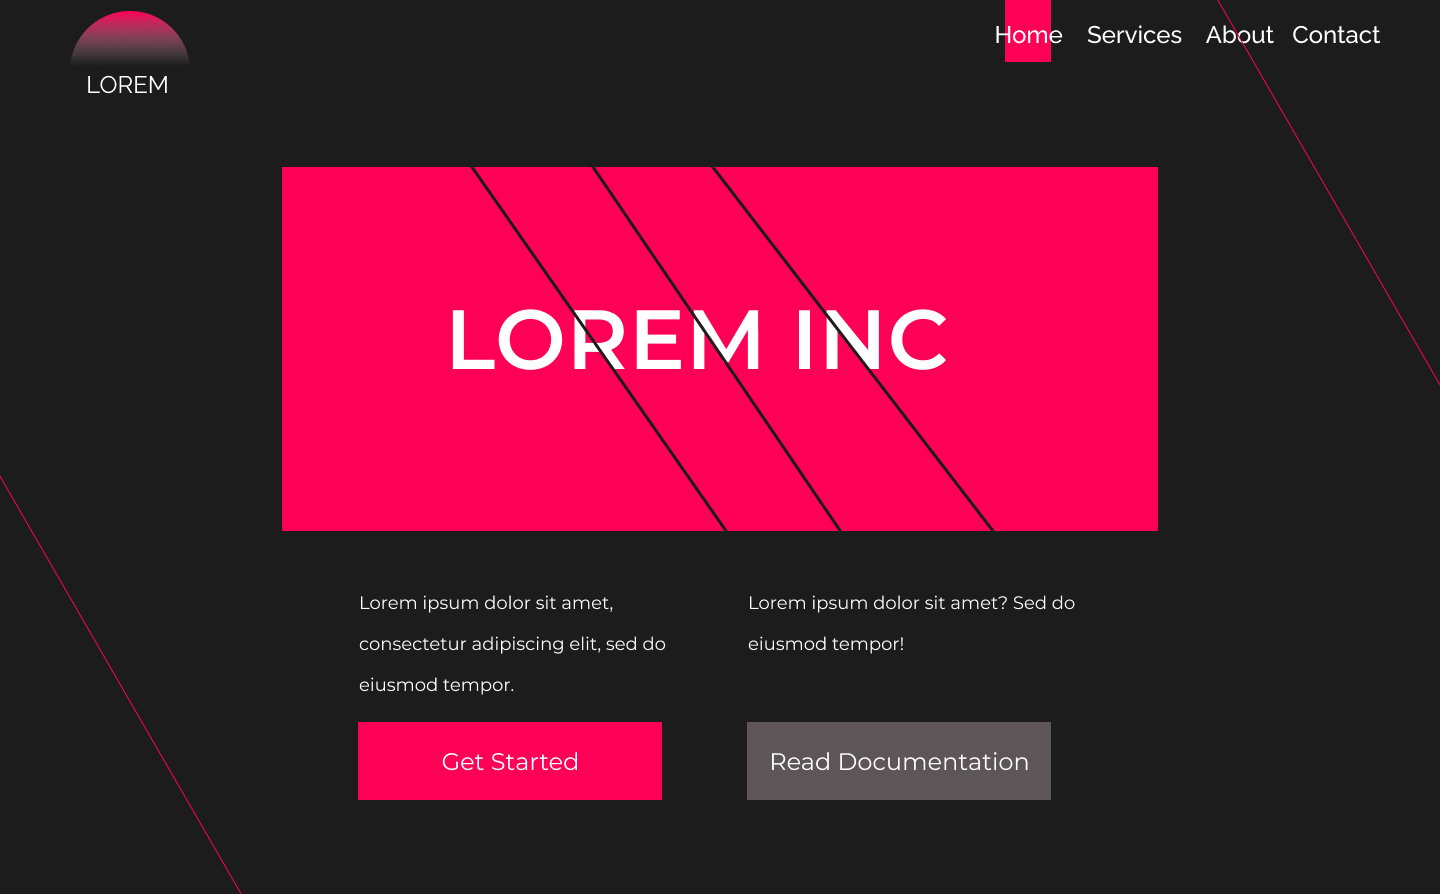 LOREM
Home Services About Contact
LOREM INC
Lorem ipsum dolor sit amet,
consectetur adipiscing elit, sed do
eiusmod tempor.
Get Started
Lorem ipsum dolor sit amet? Sed do
eiusmod tempor!
Read Documentation